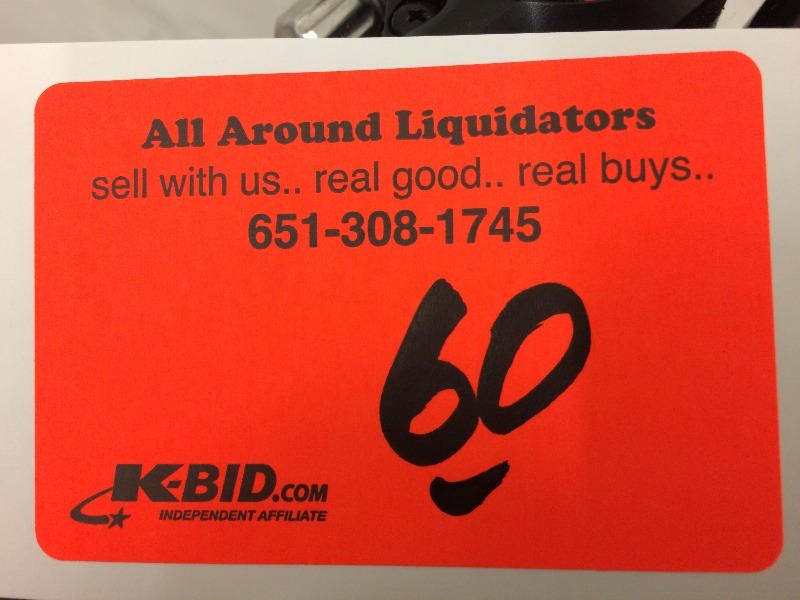 All Around Liquidators
sell with us.. real good.. real buys..
651-308-1745
60
K-BID.COM
INDEPENDENT AFFILIATE